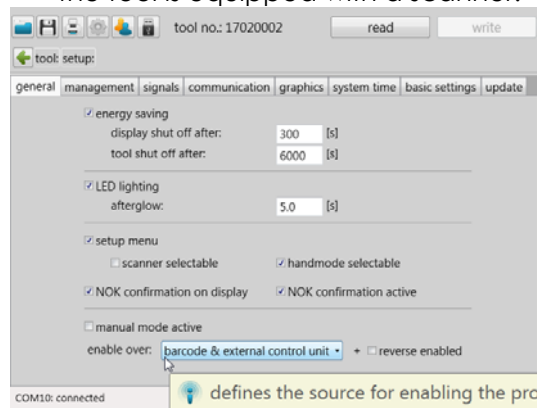 the tool is equipped with a scanner.
tool no.: 17020002 read write
tool: setup:
general management signals communication graphics system time basic settings update
energy saving
display shut off after: 300 [s]
tool shut off after: 6000 [s]
LED lighting
afterglow: 5.0 [s]
setup menu
scanner selectable handmode selectable
NOK confirmation on display NOK confirmation active
manual mode active
enable over: barcode & external control unit + reverse enabled
COM10: connected
defines the source for enabling the pro